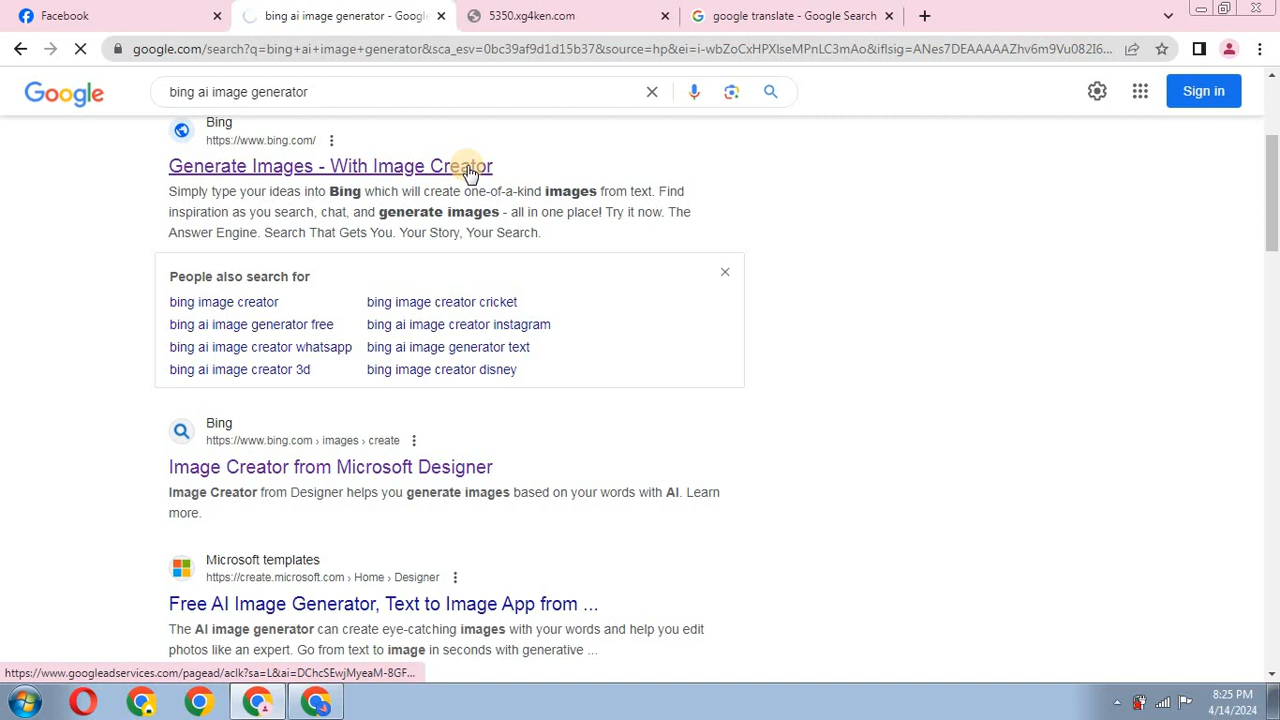 Facebook
bing ai image generator - Googl
5350.xg4ken.com
google translate - Google Search
google.com/search?q=bing+ai+image+generator&sca_esv=0bc39af9d1d15b37&source=hp&ei=i-wbZoCxHPXIseMPnLC3mAo&iflsig=ANes7DEAAAAAZhv6m9Vu082I6...
Google
bing ai image generator
Sign in
Bing
https://www.bing.com/
Generate Images - With Image Creator
Simply type your ideas into Bing which will create one-of-a-kind images from text. Find
inspiration as you search, chat, and generate images - all in one place! Try it now. The
Answer Engine. Search That Gets You. Your Story, Your Search.
People also search for
bing image creator
bing image creator cricket
bing ai image generator free
bing ai image creator instagram
bing ai image creator whatsapp
bing ai image generator text
bing ai image creator 3d
bing image creator disney
Bing
https://www.bing.com › images › create
Image Creator from Microsoft Designer
Image Creator from Designer helps you generate images based on your words with AI. Learn
more.
Microsoft templates
https://create.microsoft.com › Home › Designer
Free AI Image Generator, Text to Image App from ...
The AI image generator can create eye-catching images with your words and help you edit
photos like an expert. Go from text to image in seconds with generative ...
https://www.googleadservices.com/pagead/aclk?sa=L&ai=DChcSEwjMyeaM-8GF...
8:25 PM
4/14/2024